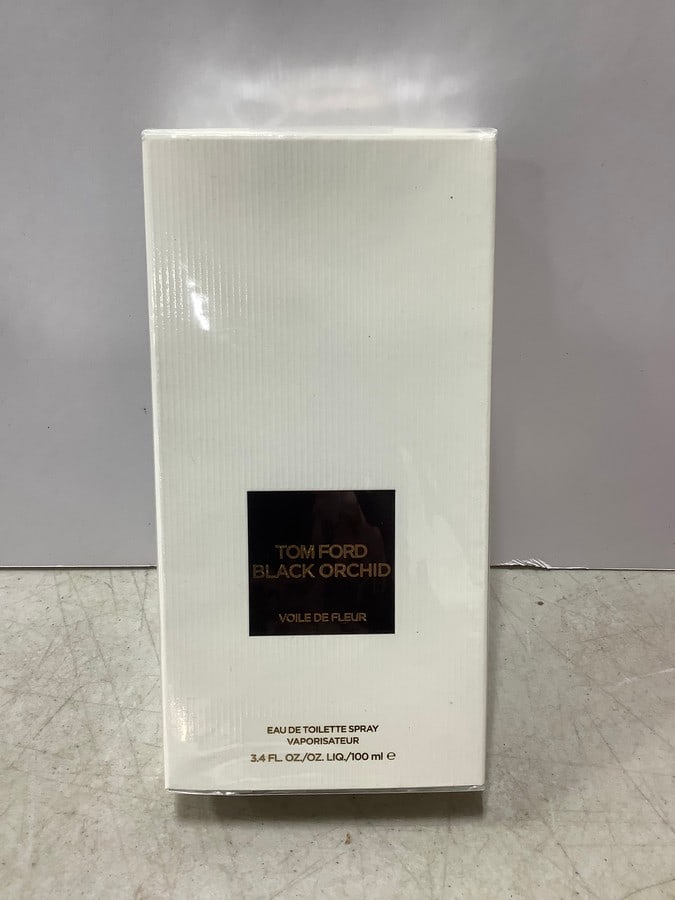 TOM FORD
BLACK ORCHID
VOILE DE FLEUR
EAU DE TOILETTE SPRAY
VAPORISATEUR
3.4 FL. OZ./OZ. LIQ./100 ml ℮